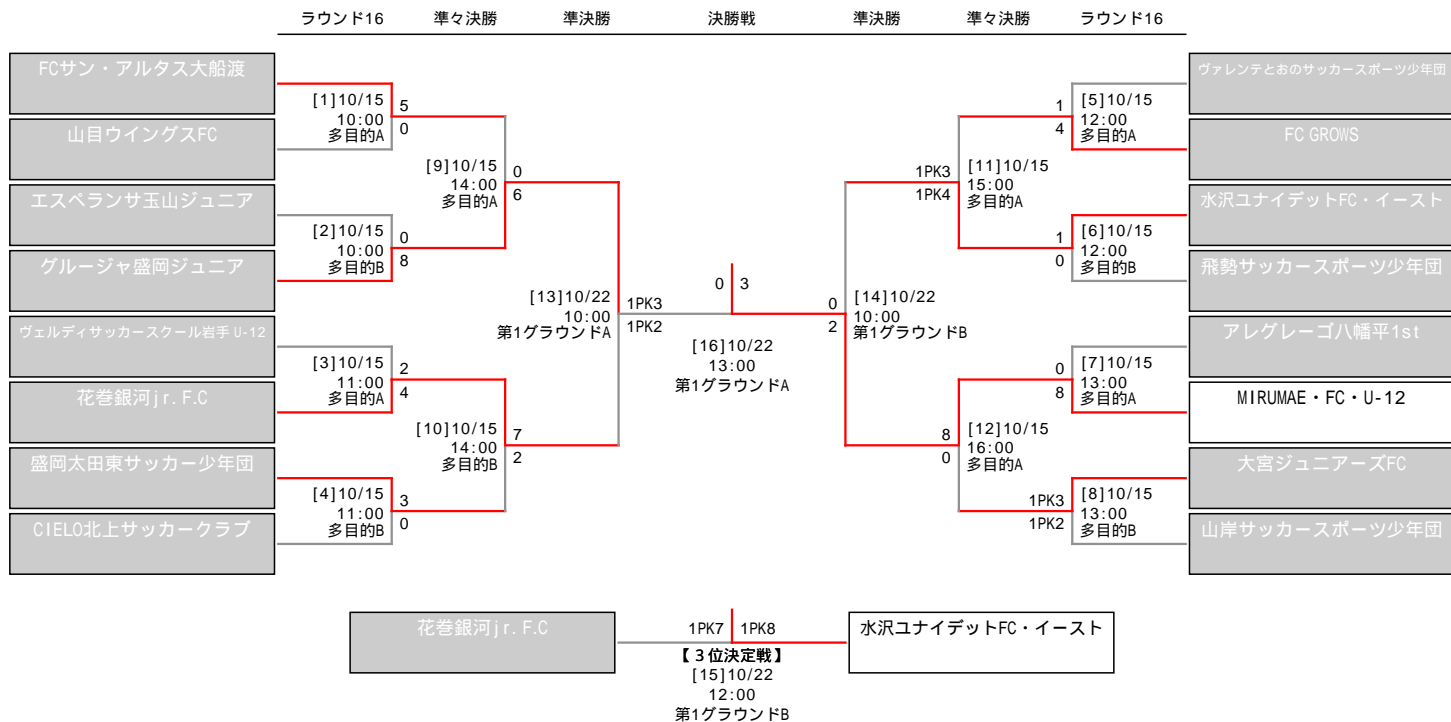 ラウンド16 準々決勝 準決勝 決勝戦 準決勝 準々決勝 ラウンド16
FCサン・アルタス大船渡
山目ウイングスFC
エスペランサ玉山ジュニア
グルージャ盛岡ジュニア
ヴェルディサッカースクール岩手 U-12
花巻銀河jr. F.C
盛岡太田東サッカー少年団
CIELO北上サッカークラブ
[1]10/15
10:00
多目的A
5
0
[2]10/15
10:00
多目的B
0
8
[3]10/15
11:00
多目的A
2
4
[4]10/15
11:00
多目的B
3
0
[9]10/15
14:00
多目的A
0
6
[10]10/15
14:00
多目的B
7
2
[13]10/22
10:00
第1グラウンドA
1PK3
1PK2
0 3
[16]10/22
13:00
第1グラウンドA
0
2
[14]10/22
10:00
第1グラウンドB
1PK3
1PK4
[11]10/15
15:00
多目的A
8
0
[12]10/15
16:00
多目的A
1
4
[5]10/15
12:00
多目的A
1
0
[6]10/15
12:00
多目的B
0
8
[7]10/15
13:00
多目的A
1PK3
1PK2
[8]10/15
13:00
多目的B
ヴァレンテとおのサッカースポーツ少年団
FC GROWS
水沢ユナイデットFC・イースト
飛勢サッカースポーツ少年団
アレグレーゴ八幡平1st
MIRUMAE・FC・U-12
大宮ジュニアーズFC
山岸サッカースポーツ少年団
花巻銀河jr. F.C
1PK7 1PK8
水沢ユナイデットFC・イースト
【３位決定戦】
[15]10/22
12:00
第1グラウンドB